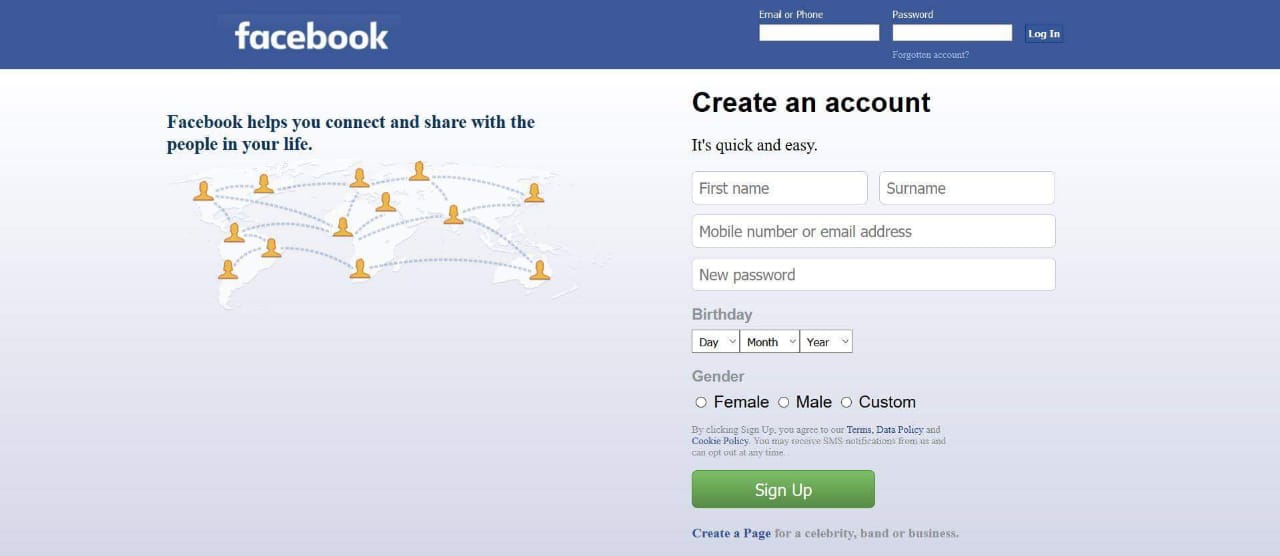 facebook
Email or Phone
Password
Log In
Forgotten account?
Facebook helps you connect and share with the
people in your life.
Create an account
It's quick and easy.
First name
Surname
Mobile number or email address
New password
Birthday
Day Month Year
Gender
Female Male Custom
By clicking Sign Up, you agree to our Terms, Data Policy and
Cookie Policy. You may receive SMS notifications from us and
can opt out at any time. .
Sign Up
Create a Page for a celebrity, band or business.